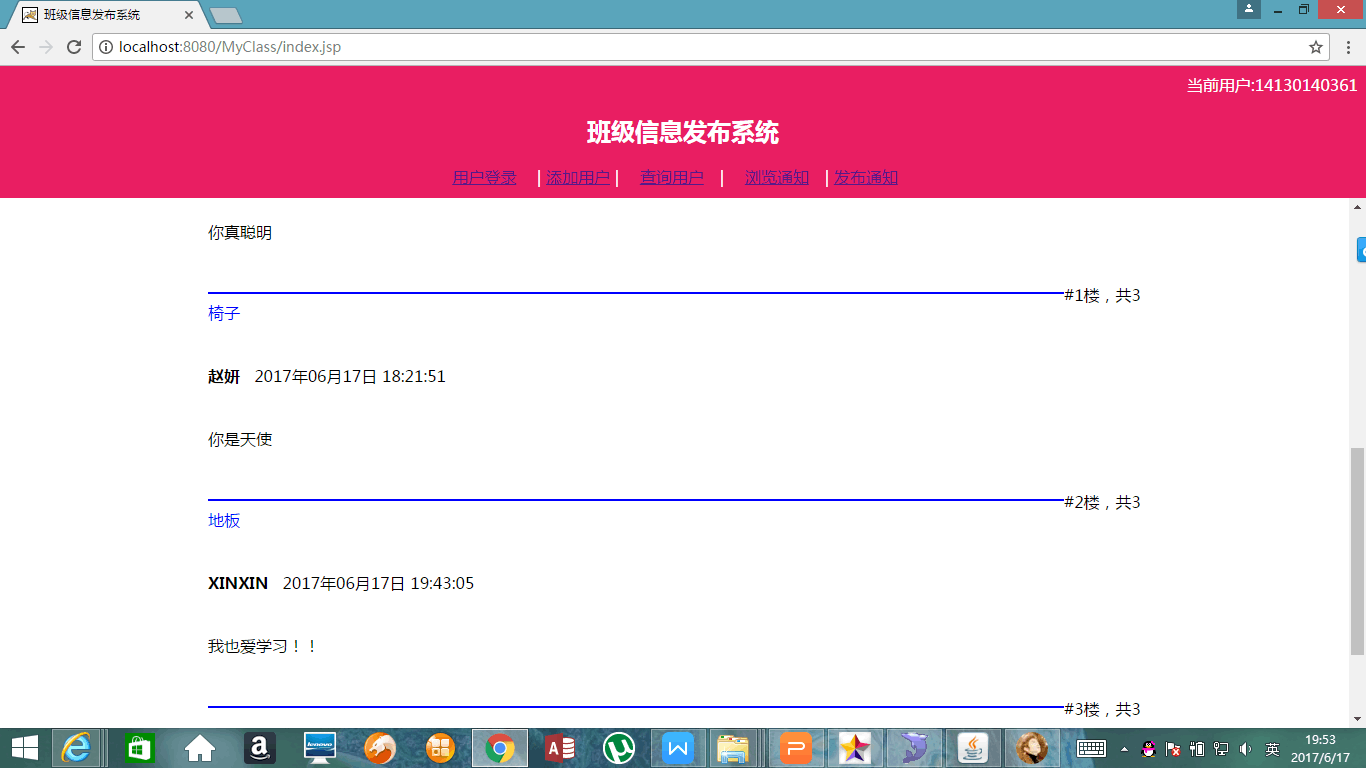 班级信息发布系统
localhost:8080/MyClass/index.jsp
当前用户:14130140361
班级信息发布系统
用户登录 | 添加用户 | 查询用户 | 浏览通知 | 发布通知
你真聪明
#1楼，共3
椅子
赵妍 2017年06月17日 18:21:51
你是天使
#2楼，共3
地板
XINXIN 2017年06月17日 19:43:05
我也爱学习！！
#3楼，共3
lenovo
英
19:53
2017/6/17